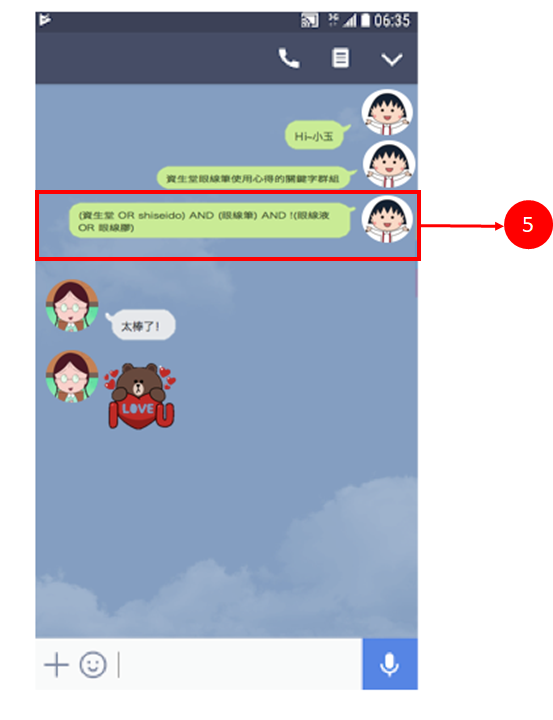 3G 06:35
Hi~小玉
資生堂眼線筆使用心得的關鍵字群組
(資生堂 OR shiseido) AND (眼線筆) AND !(眼線液
OR 眼線膠)
5
太棒了!
I LOVE U